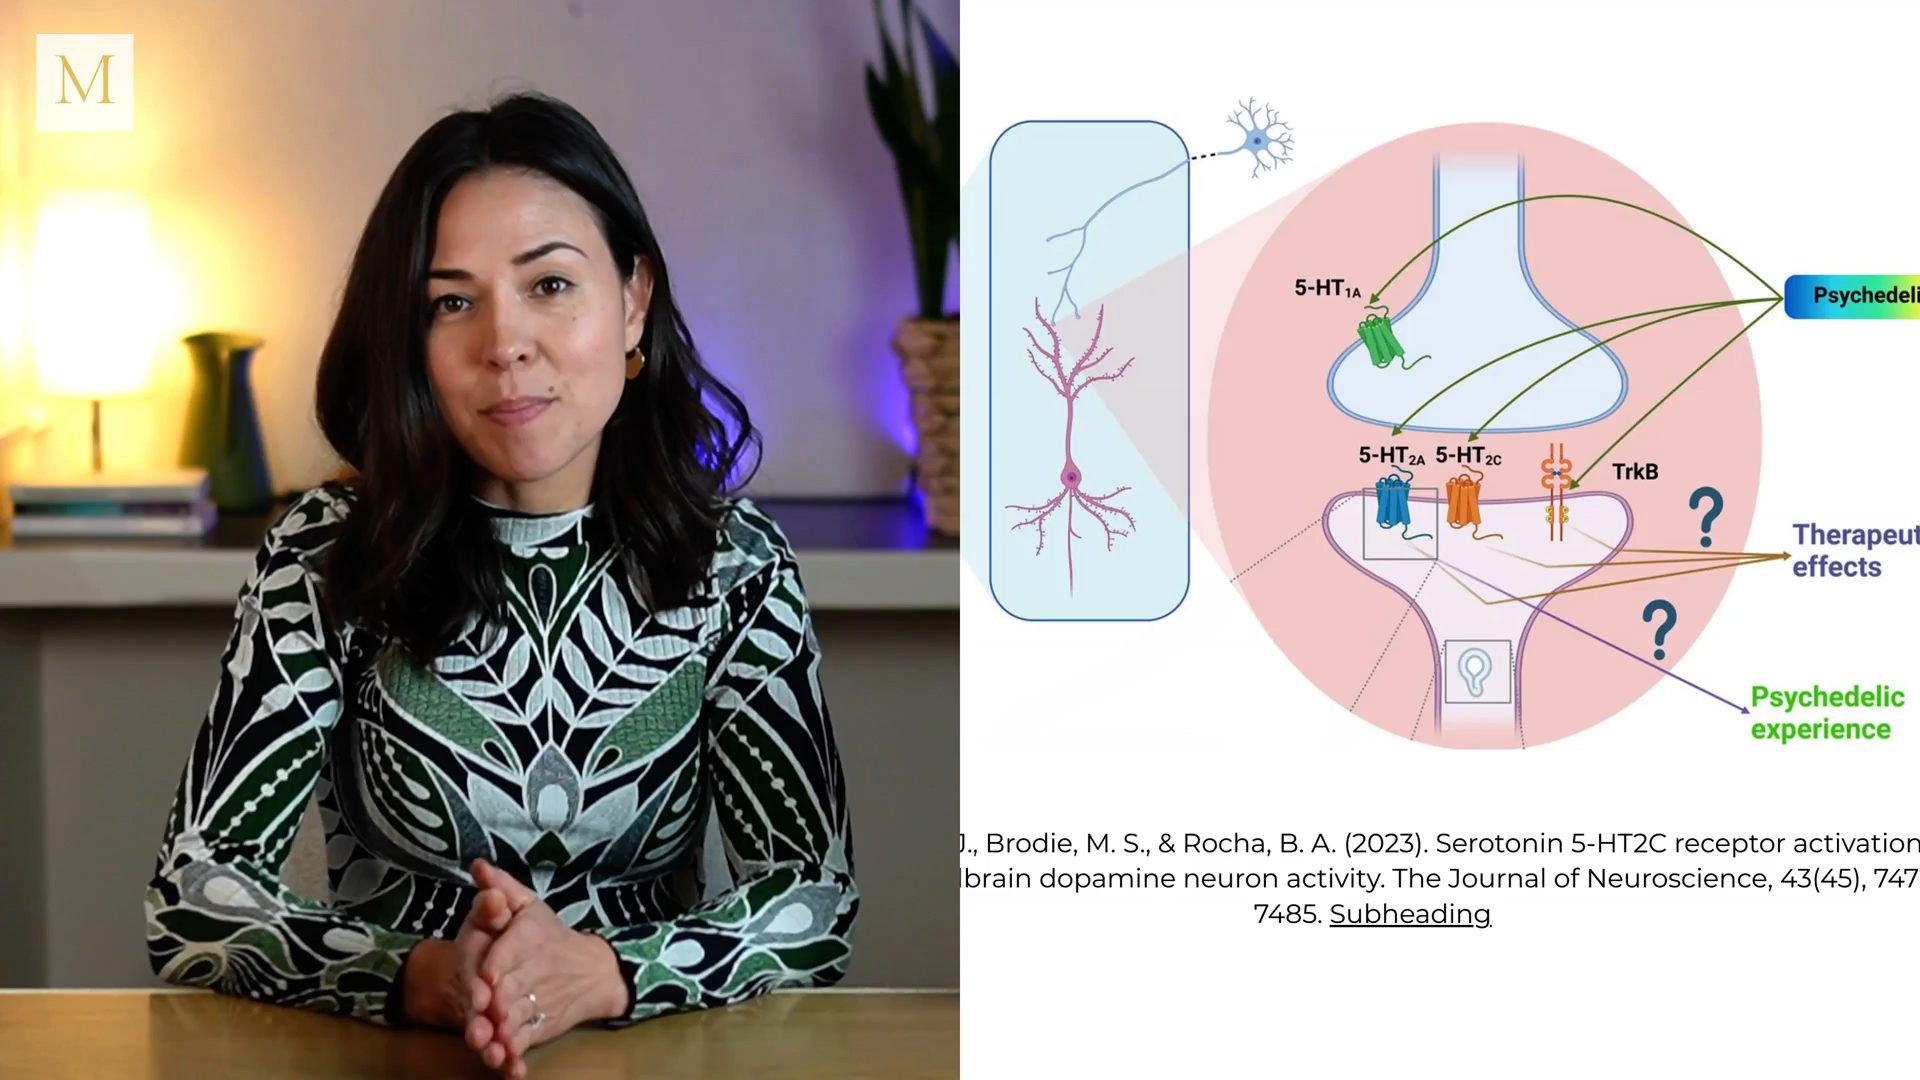 M
5-HT1A
Psychedeli
5-HT2A 5-HT2C
TrkB
?
Therapeut
effects
?
Psychedelic
experience
J., Brodie, M. S., & Rocha, B. A. (2023). Serotonin 5-HT2C receptor activation
brain dopamine neuron activity. The Journal of Neuroscience, 43(45), 747
7485. Subheading